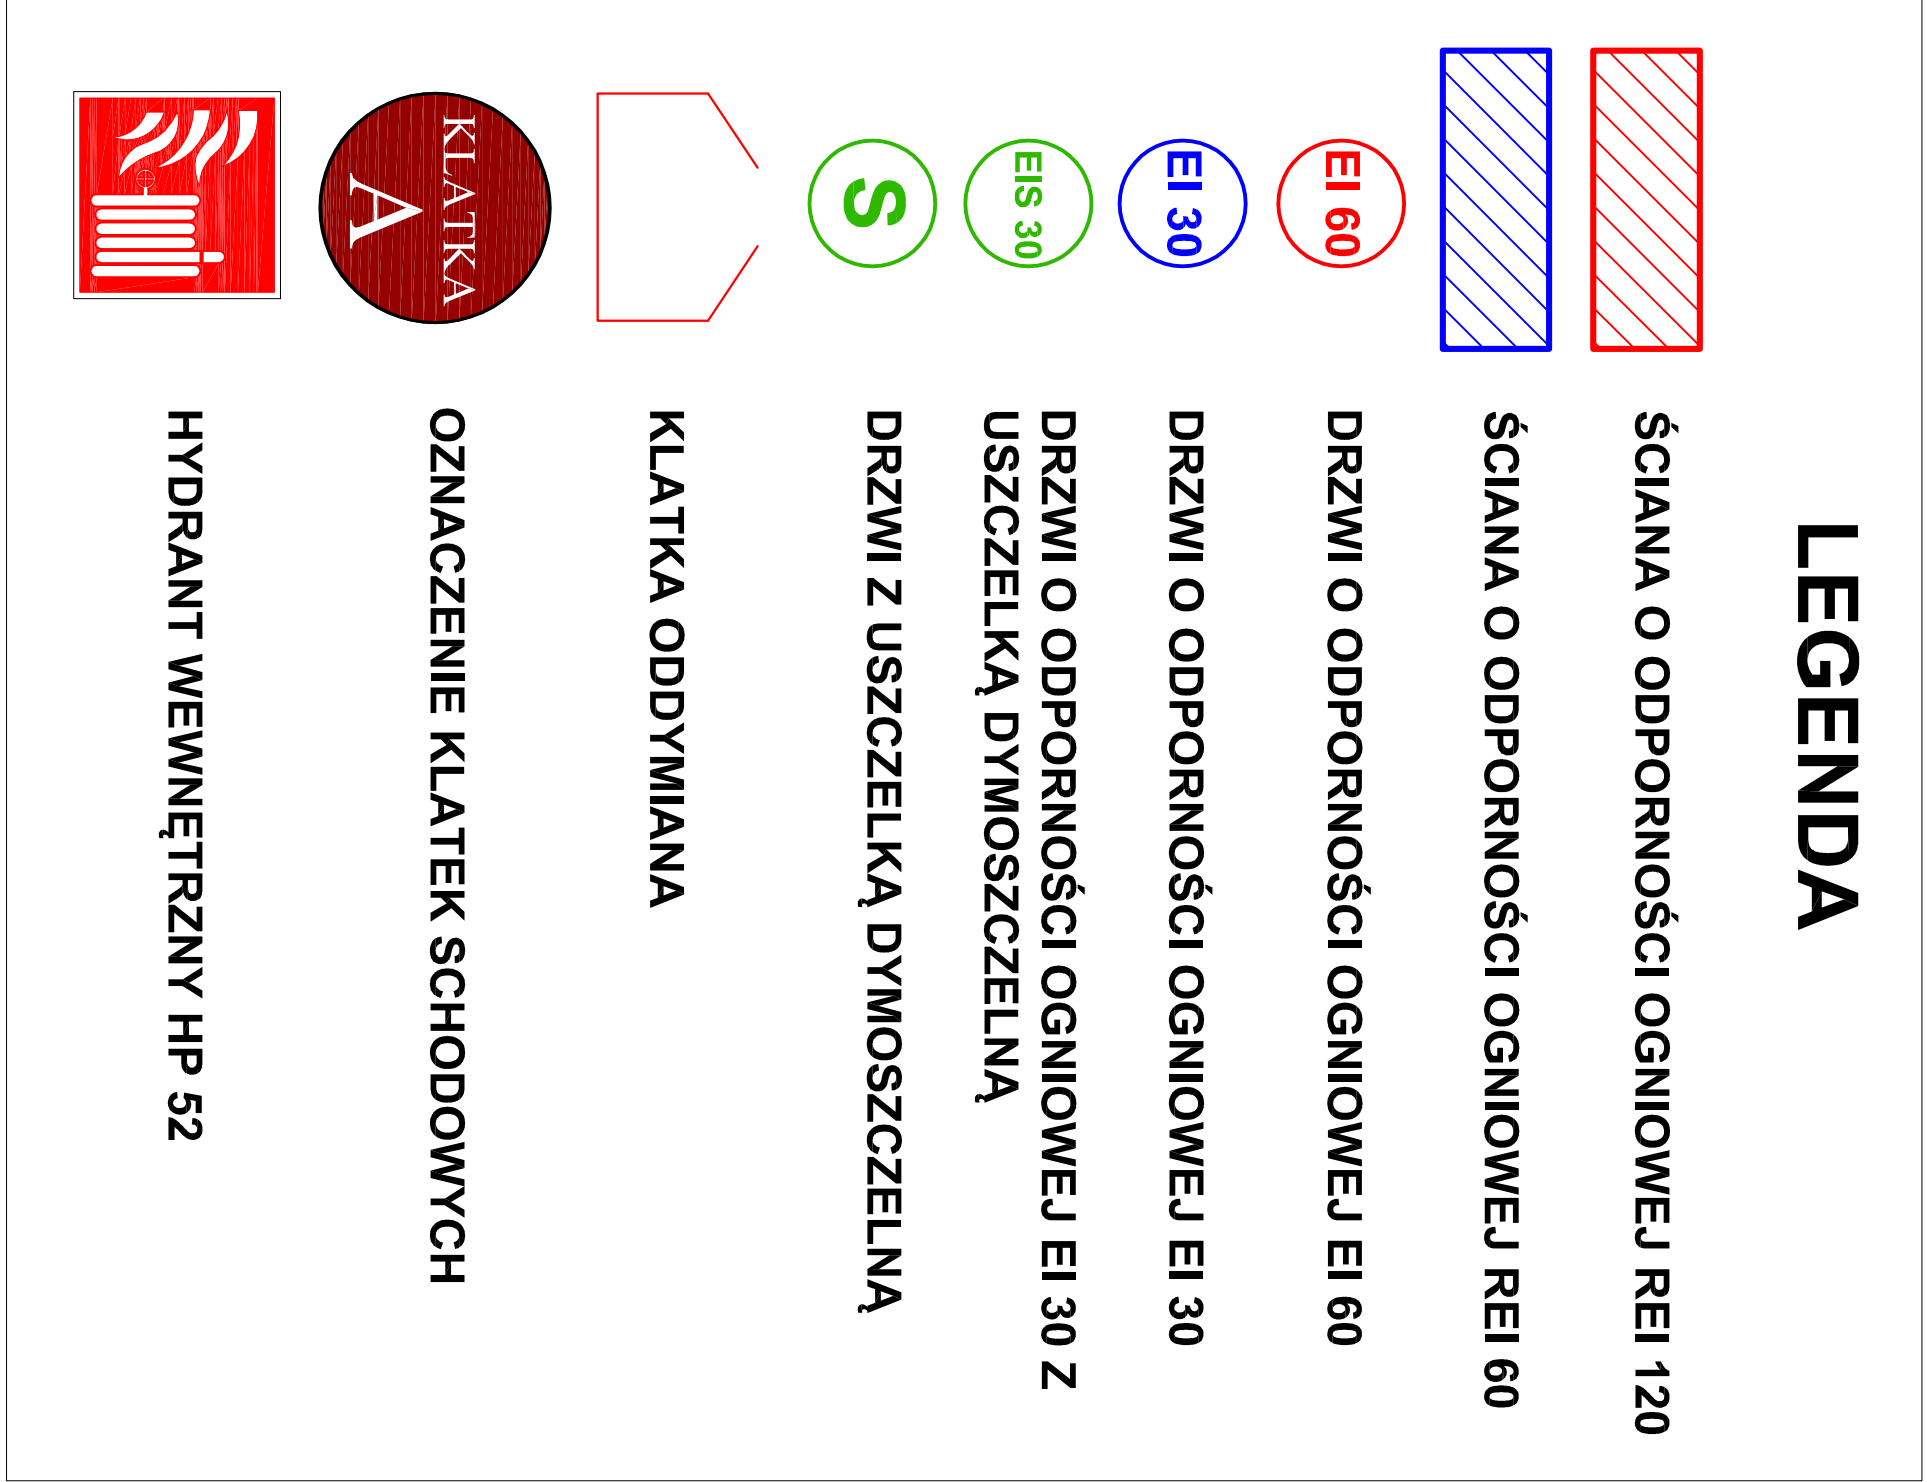 LEGENDA
ŚCIANA O ODPORNOŚCI OGNIOWEJ REI 120
ŚCIANA O ODPORNOŚCI OGNIOWEJ REI 60
EI 60
DRZWI O ODPORNOŚCI OGNIOWEJ EI 60
EI 30
DRZWI O ODPORNOŚCI OGNIOWEJ EI 30
EIS 30
DRZWI O ODPORNOŚCI OGNIOWEJ EI 30 Z
USZCZELKĄ DYMOSZCZELNĄ
S
DRZWI Z USZCZELKĄ DYMOSZCZELNĄ
KLATKA ODDYMIANA
KLATKA
A
OZNACZENIE KLATEK SCHODOWYCH
HYDRANT WEWNĘTRZNY HP 52